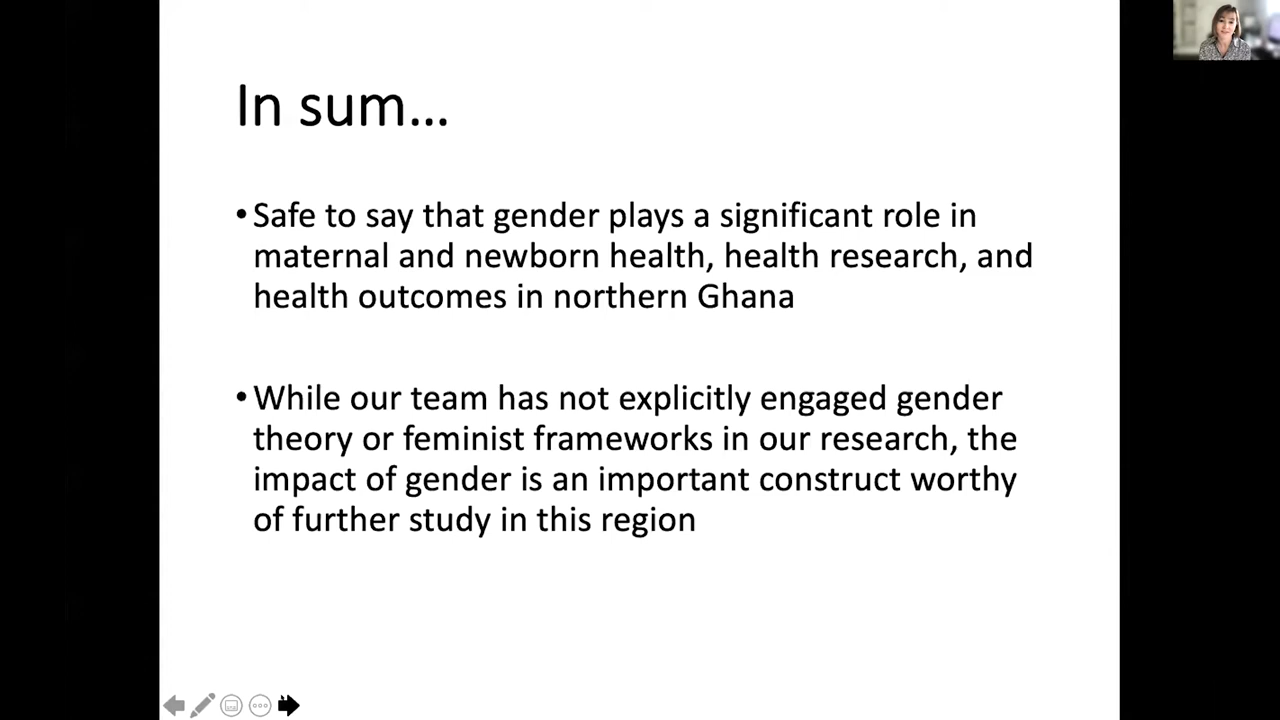 In sum...
•Safe to say that gender plays a significant role in
maternal and newborn health, health research, and
health outcomes in northern Ghana
•While our team has not explicitly engaged gender
theory or feminist frameworks in our research, the
impact of gender is an important construct worthy
of further study in this region